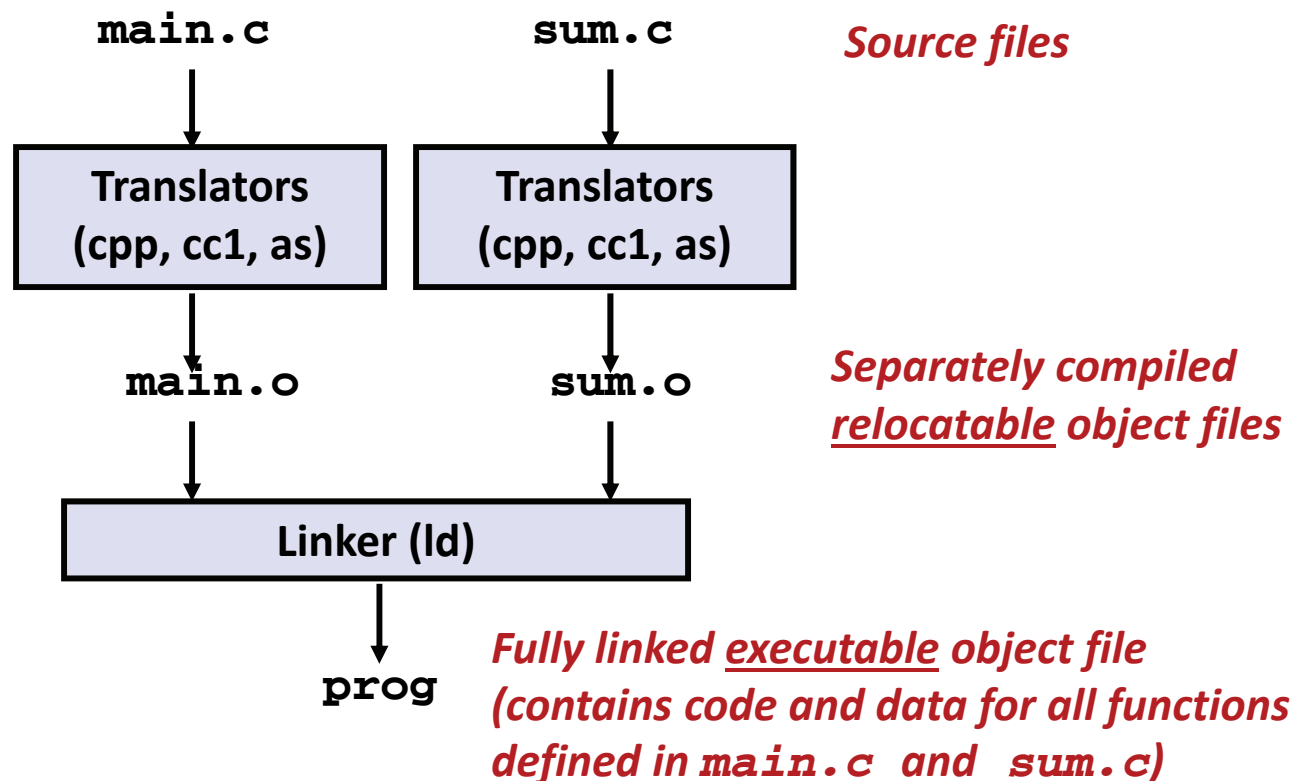 main.c
sum.c
Source files
Translators
(cpp, cc1, as)
Translators
(cpp, cc1, as)
main.o
sum.o
Separately compiled
relocatable object files
Linker (ld)
prog
Fully linked executable object file
(contains code and data for all functions
defined in main.c and sum.c)